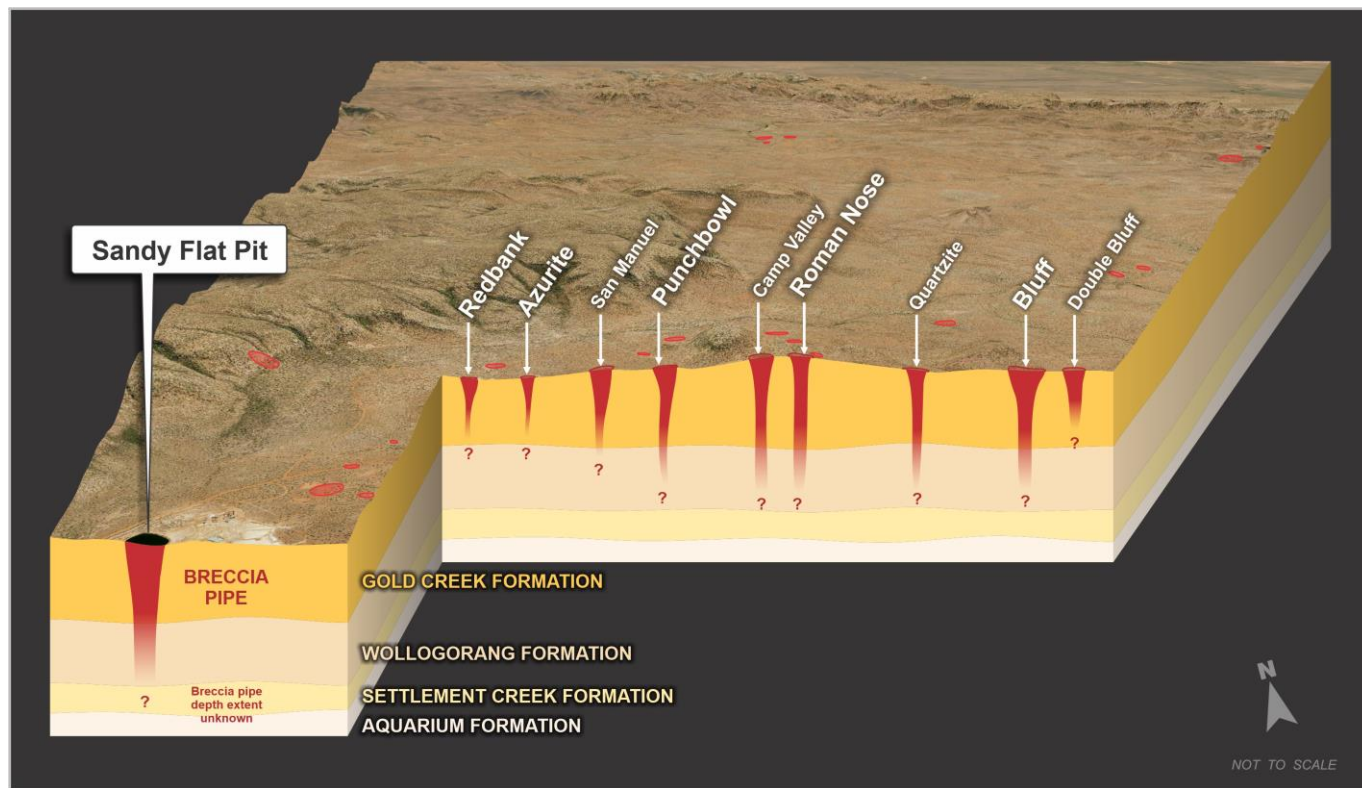 Sandy Flat Pit
Redbank
Azurite
San Manuel
Punchbowl
Camp Valley
Roman Nose
Quartzite
Bluff
Double Bluff
?
?
?
?
?
?
?
?
?
BRECCIA
PIPE
GOLD CREEK FORMATION
WOLLOGORANG FORMATION
?
Breccia pipe
depth extent
unknown
SETTLEMENT CREEK FORMATION
AQUARIUM FORMATION
N
NOT TO SCALE